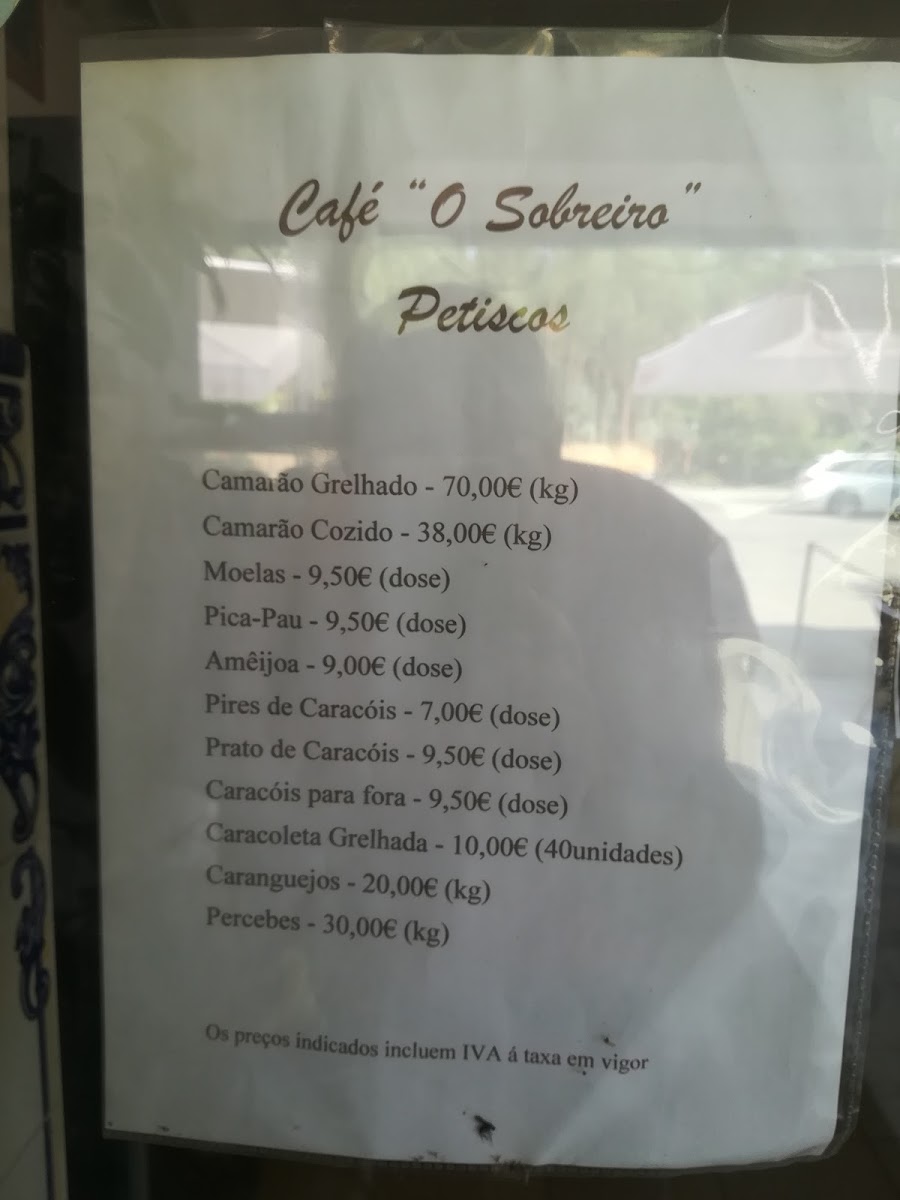 Café "O Sobreiro"
Petiscos
Camarão Grelhado - 70,00€ (kg)
Camarão Cozido - 38,00€ (kg)
Moelas - 9,50€ (dose)
Pica-Pau - 9,50€ (dose)
Amêijoa - 9,00€ (dose)
Pires de Caracóis - 7,00€ (dose)
Prato de Caracóis - 9,50€ (dose)
Caracóis para fora - 9,50€ (dose)
Caracoleta Grelhada - 10,00€ (40unidades)
Caranguejos - 20,00€ (kg)
Percebes - 30,00€ (kg)
Os preços indicados incluem IVA á taxa em vigor